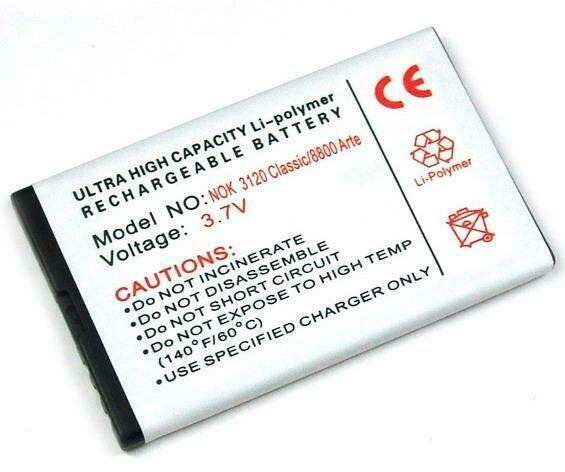 ULTRA HIGH CAPACITY Li-polymer
RECHARGEABLE BATTERY
Model NO: NOK 3120 Classic/8800 Arte
Voltage: 3.7V
CAUTIONS:
•Do NOT INCINERATE
•Do NOT DISASSEMBLE
•Do NOT SHORT CIRCUIT
•Do NOT EXPOSE TO HIGH TEMP
(140°F/60°C)
•USE SPECIFIED CHARGER ONLY
CE
Li-Polymer